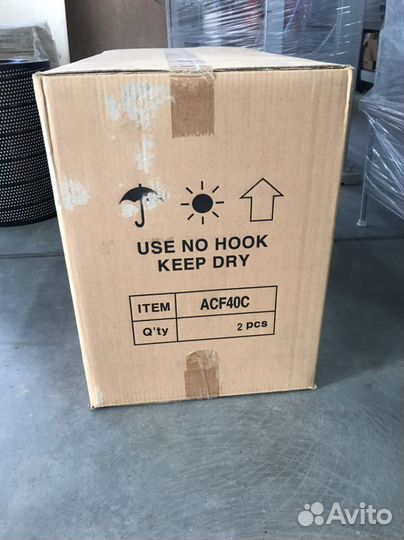 USE NO HOOK
KEEP DRY
ITEM ACF40C
Q'ty 2 pcs
Avito